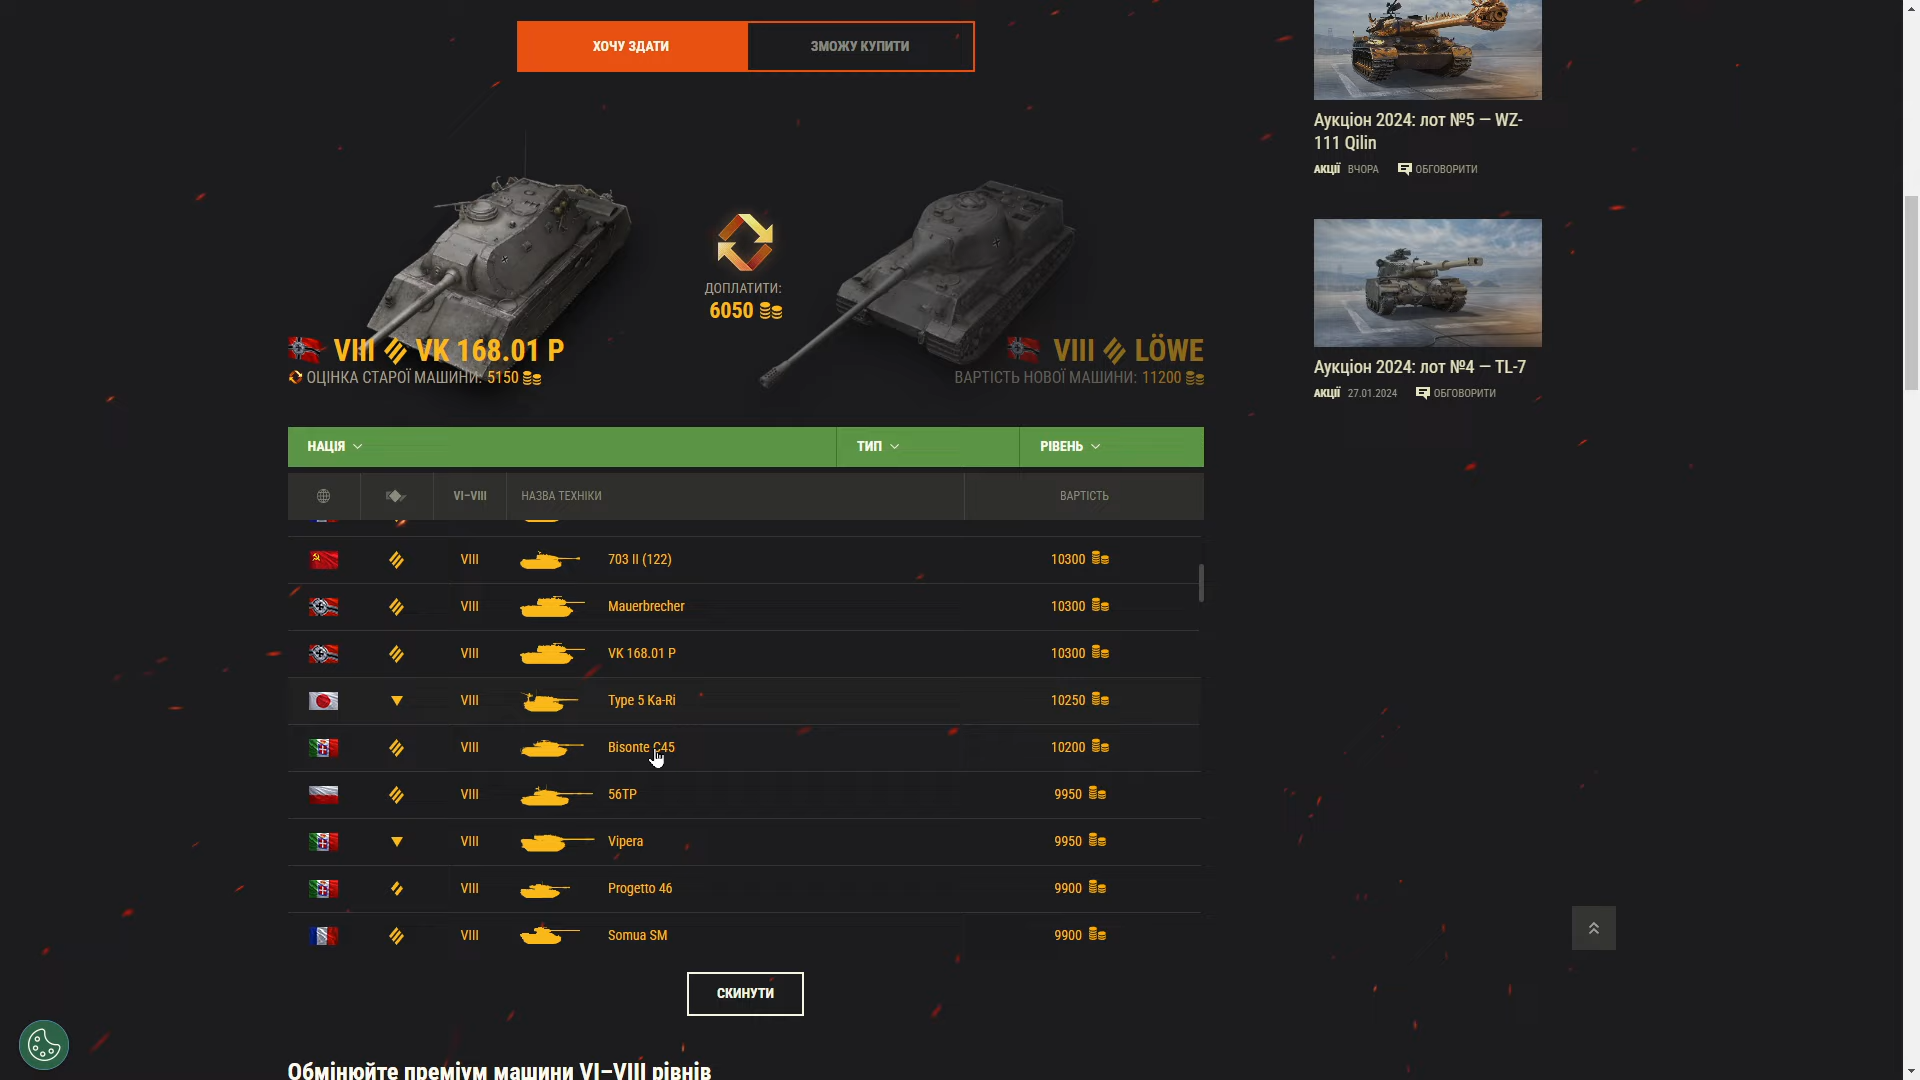 ХОЧУ ЗДАТИ
ЗМОЖУ КУПИТИ
ДОПЛАТИТИ:
6050
VIII VK 168.01 P
ОЦІНКА СТАРОЇ МАШИНИ: 5150
VIII LÖWE
ВАРТІСТЬ НОВОЇ МАШИНИ: 11200
НАЦІЯ
ТИП
РІВЕНЬ
VI–VIII
НАЗВА ТЕХНІКИ
ВАРТІСТЬ
VIII 703 II (122) 10300
VIII Mauerbrecher 10300
VIII VK 168.01 P 10300
VIII Type 5 Ka-Ri 10250
VIII Bisonte C45 10200
VIII 56TP 9950
VIII Vipera 9950
VIII Progetto 46 9900
VIII Somua SM 9900
СКИНУТИ
Обмінюйте преміум машини VI–VIII рівнів
Аукціон 2024: лот №5 — WZ-
111 Qilin
АКЦІЇ ВЧОРА ОБГОВОРИТИ
Аукціон 2024: лот №4 — TL-7
АКЦІЇ 27.01.2024 ОБГОВОРИТИ